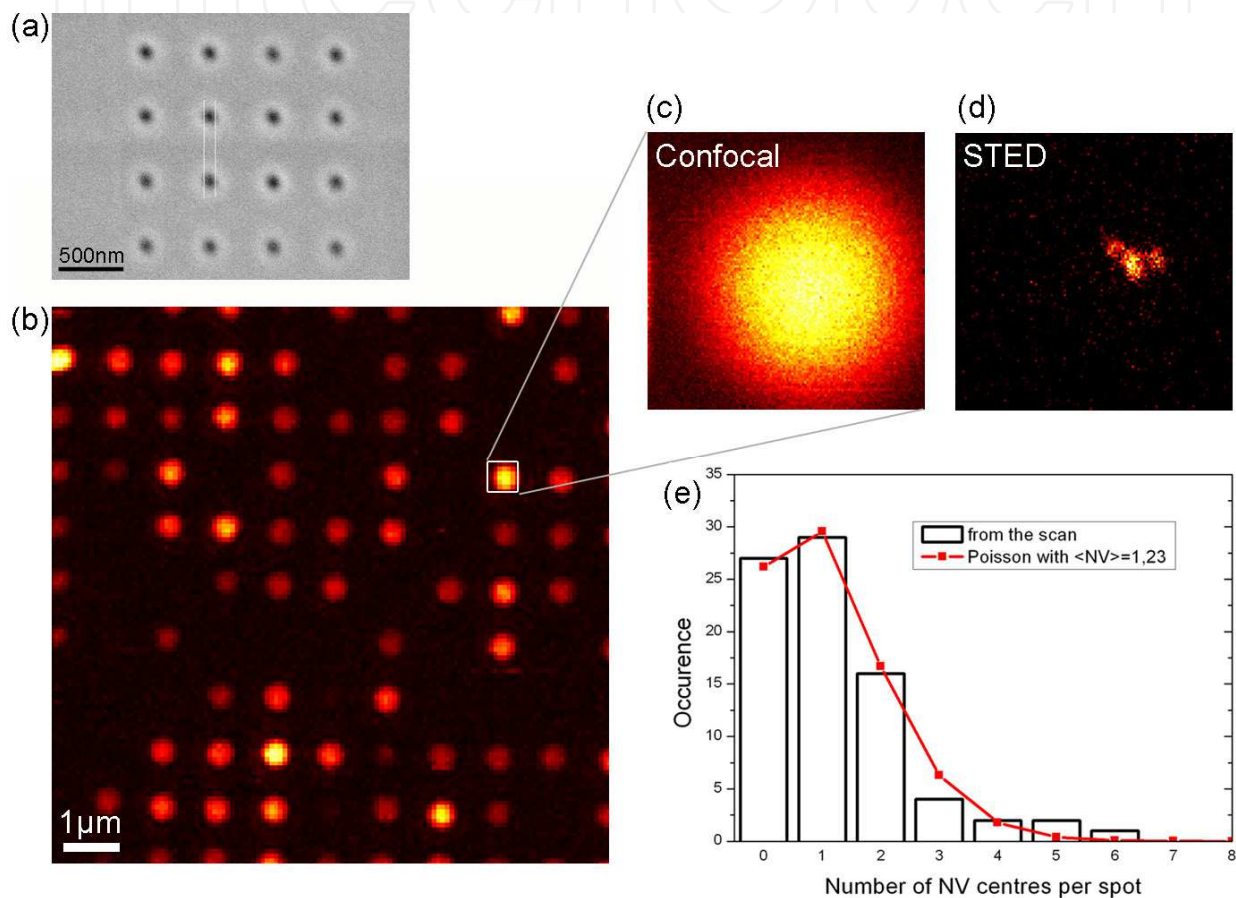 (a)
500nm
(b)
1µm
(c)
Confocal
(d)
STED
(e)
35
30
25
20
15
10
5
0
Occurence
from the scan
Poisson with <NV>=1,23
0 1 2 3 4 5 6 7 8
Number of NV centres per spot